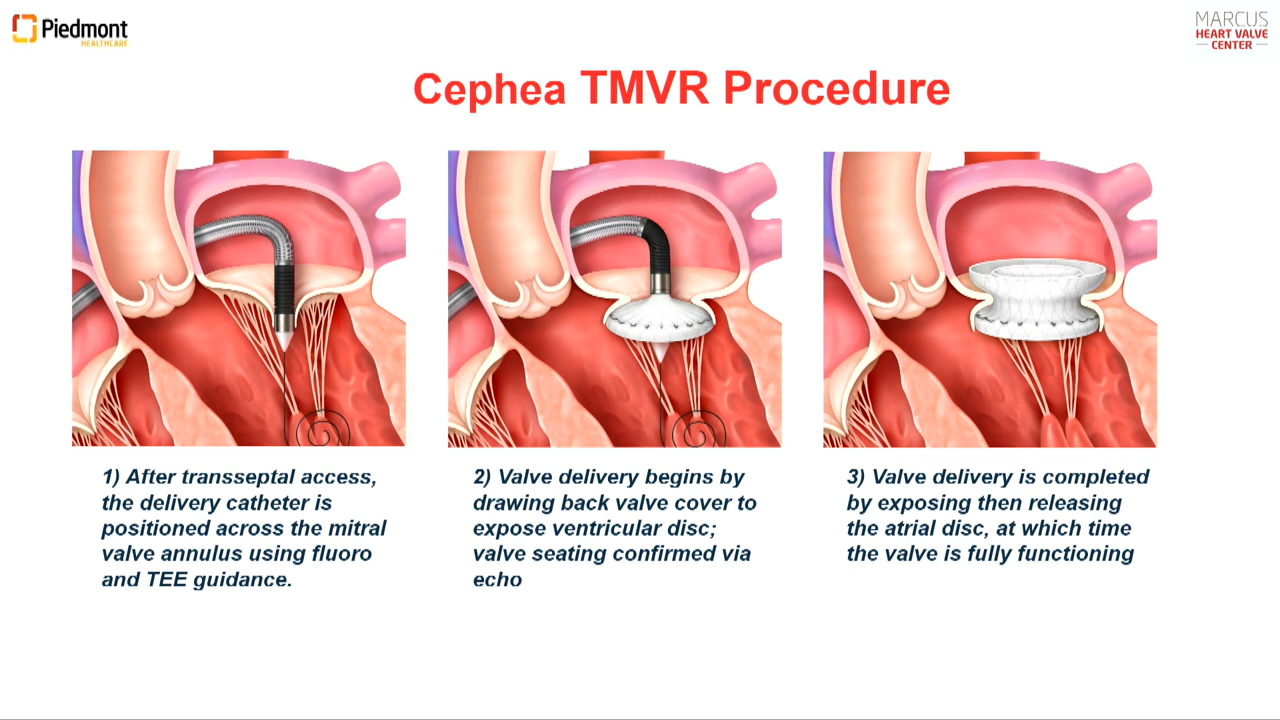 Piedmont
HEALTHCARE
MARCUS
HEART VALVE
CENTER
Cephea TMVR Procedure
1) After transseptal access,
the delivery catheter is
positioned across the mitral
valve annulus using fluoro
and TEE guidance.
2) Valve delivery begins by
drawing back valve cover to
expose ventricular disc;
valve seating confirmed via
echo
3) Valve delivery is completed
by exposing then releasing
the atrial disc, at which time
the valve is fully functioning